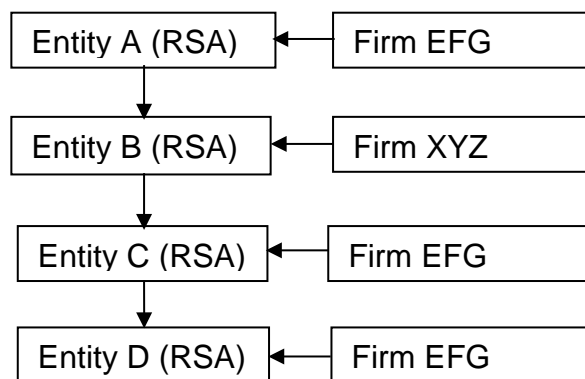 Entity A (RSA) Firm EFG
Entity B (RSA) Firm XYZ
Entity C (RSA) Firm EFG
Entity D (RSA) Firm EFG